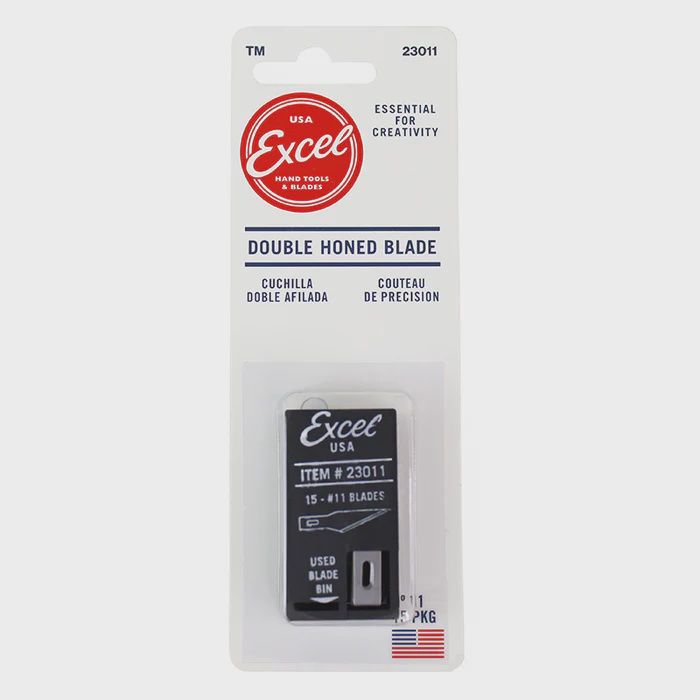 TM
23011
USA
Excel
HAND TOOLS
& BLADES
ESSENTIAL
FOR
CREATIVITY
DOUBLE HONED BLADE
CUCHILLA
DOBLE AFILADA
COUTEAU
DE PRECISION
Excel
USA
ITEM # 23011
15 - #11 BLADES
USED
BLADE
BIN
PKG